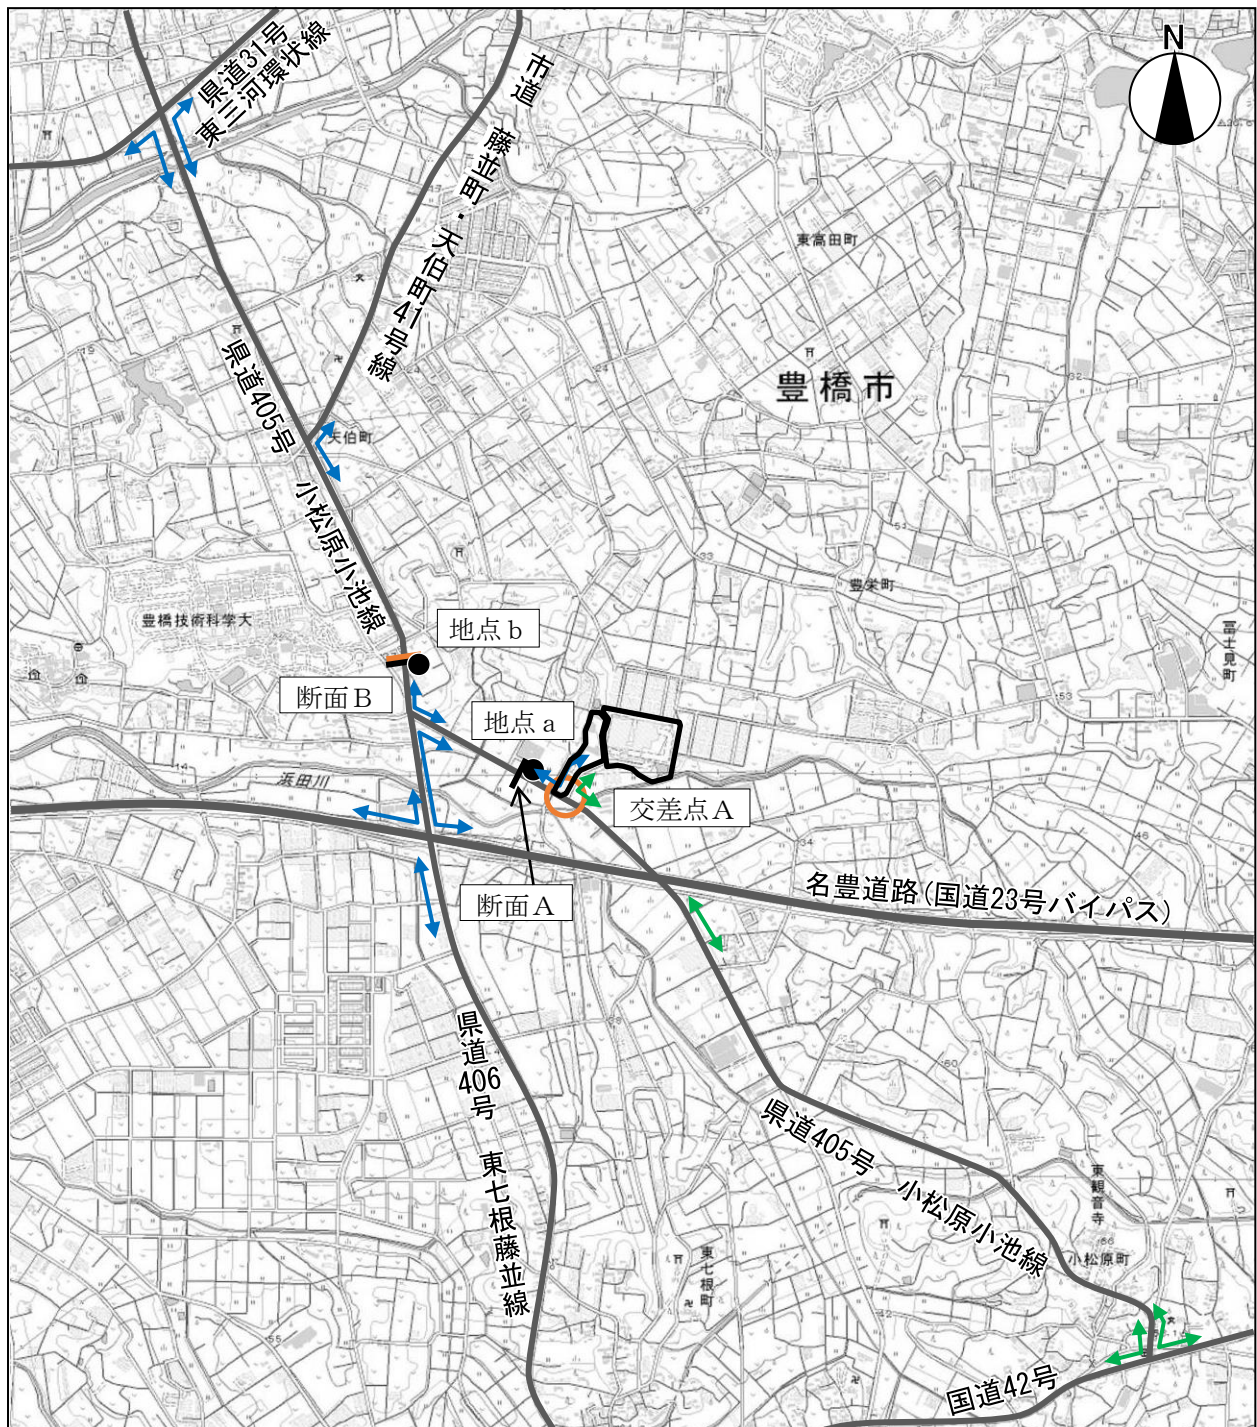 N
県道31号
東三河環状線
市道 藤並町・天伯町41号線
東高田町
豊橋市
県道405号 小松原小池線
天伯町
豊栄町
豊橋技術科学大
富士見町
地点b
断面B
地点a
浜田川
交差点A
断面A
名豊道路(国道23号バイパス)
県道406号 東七根藤並線
県道405号 小松原小池線
東観音寺
小松原町
東七根町
国道42号